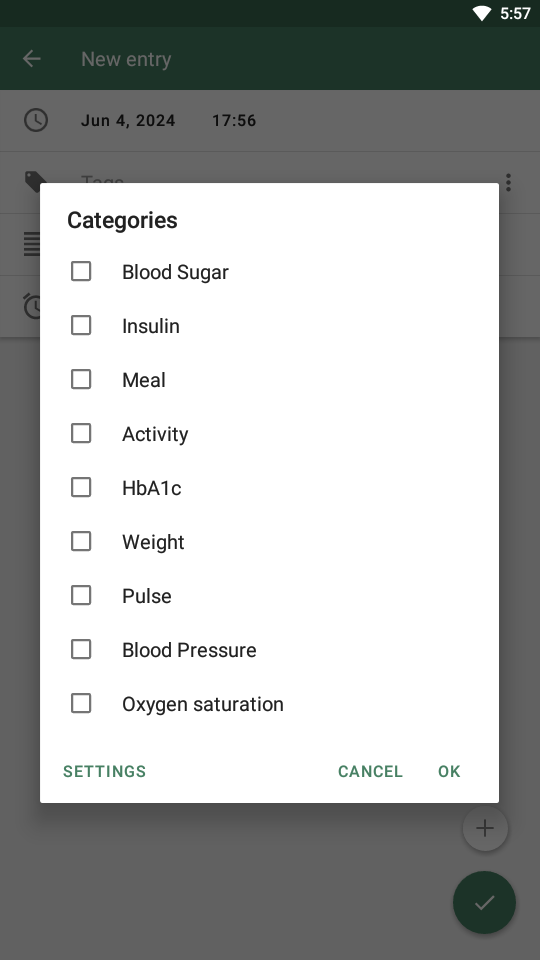 5:57
New entry
Jun 4, 2024 17:56
Tags
Categories
Blood Sugar
Insulin
Meal
Activity
HbA1c
Weight
Pulse
Blood Pressure
Oxygen saturation
SETTINGS CANCEL OK